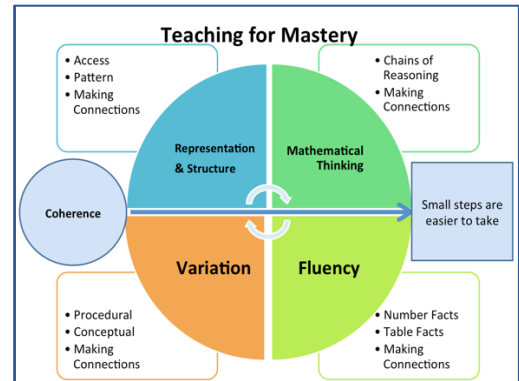 Teaching for Mastery
• Access
• Pattern
• Making
Connections
• Chains of
Reasoning
• Making
Connections
Representation
& Structure
Mathematical
Thinking
Coherence
Small steps are
easier to take
Variation
Fluency
• Procedural
• Conceptual
• Making
Connections
• Number Facts
• Table Facts
• Making
Connections